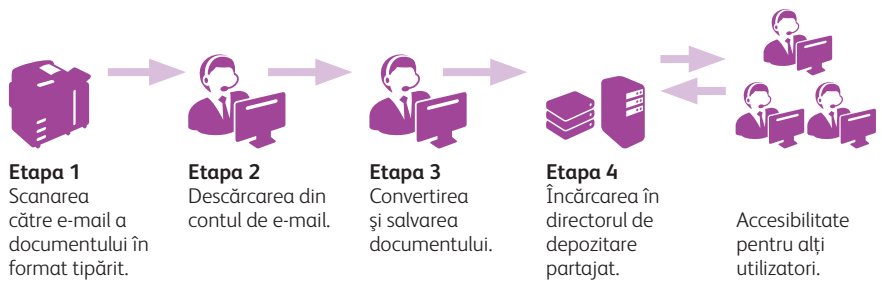 Etapa 1
Scanarea
către e-mail a
documentului în
format tipărit.
Etapa 2
Descărcarea din
contul de e-mail.
Etapa 3
Convertirea
şi salvarea
documentului.
Etapa 4
Încărcarea în
directorul de
depozitare
partajat.
Accesibilitate
pentru alți
utilizatori.